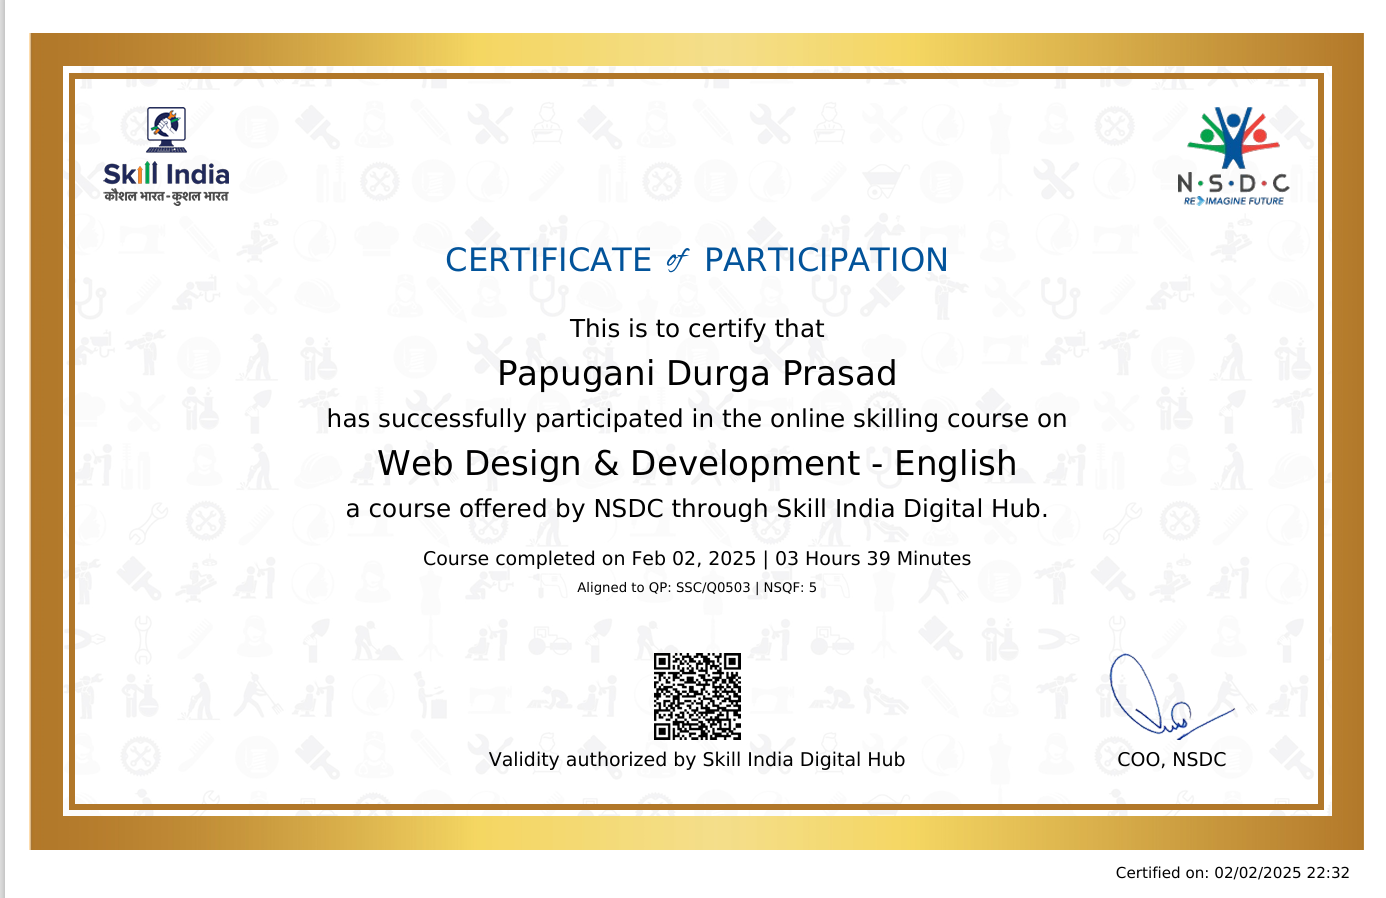 Skill India
कौशल भारत-कुशल भारत
N·S·D·C
RE IMAGINE FUTURE
CERTIFICATE of PARTICIPATION
This is to certify that
Papugani Durga Prasad
has successfully participated in the online skilling course on
Web Design & Development - English
a course offered by NSDC through Skill India Digital Hub.
Course completed on Feb 02, 2025 | 03 Hours 39 Minutes
Aligned to QP: SSC/Q0503 | NSQF: 5
Validity authorized by Skill India Digital Hub
COO, NSDC
Certified on: 02/02/2025 22:32